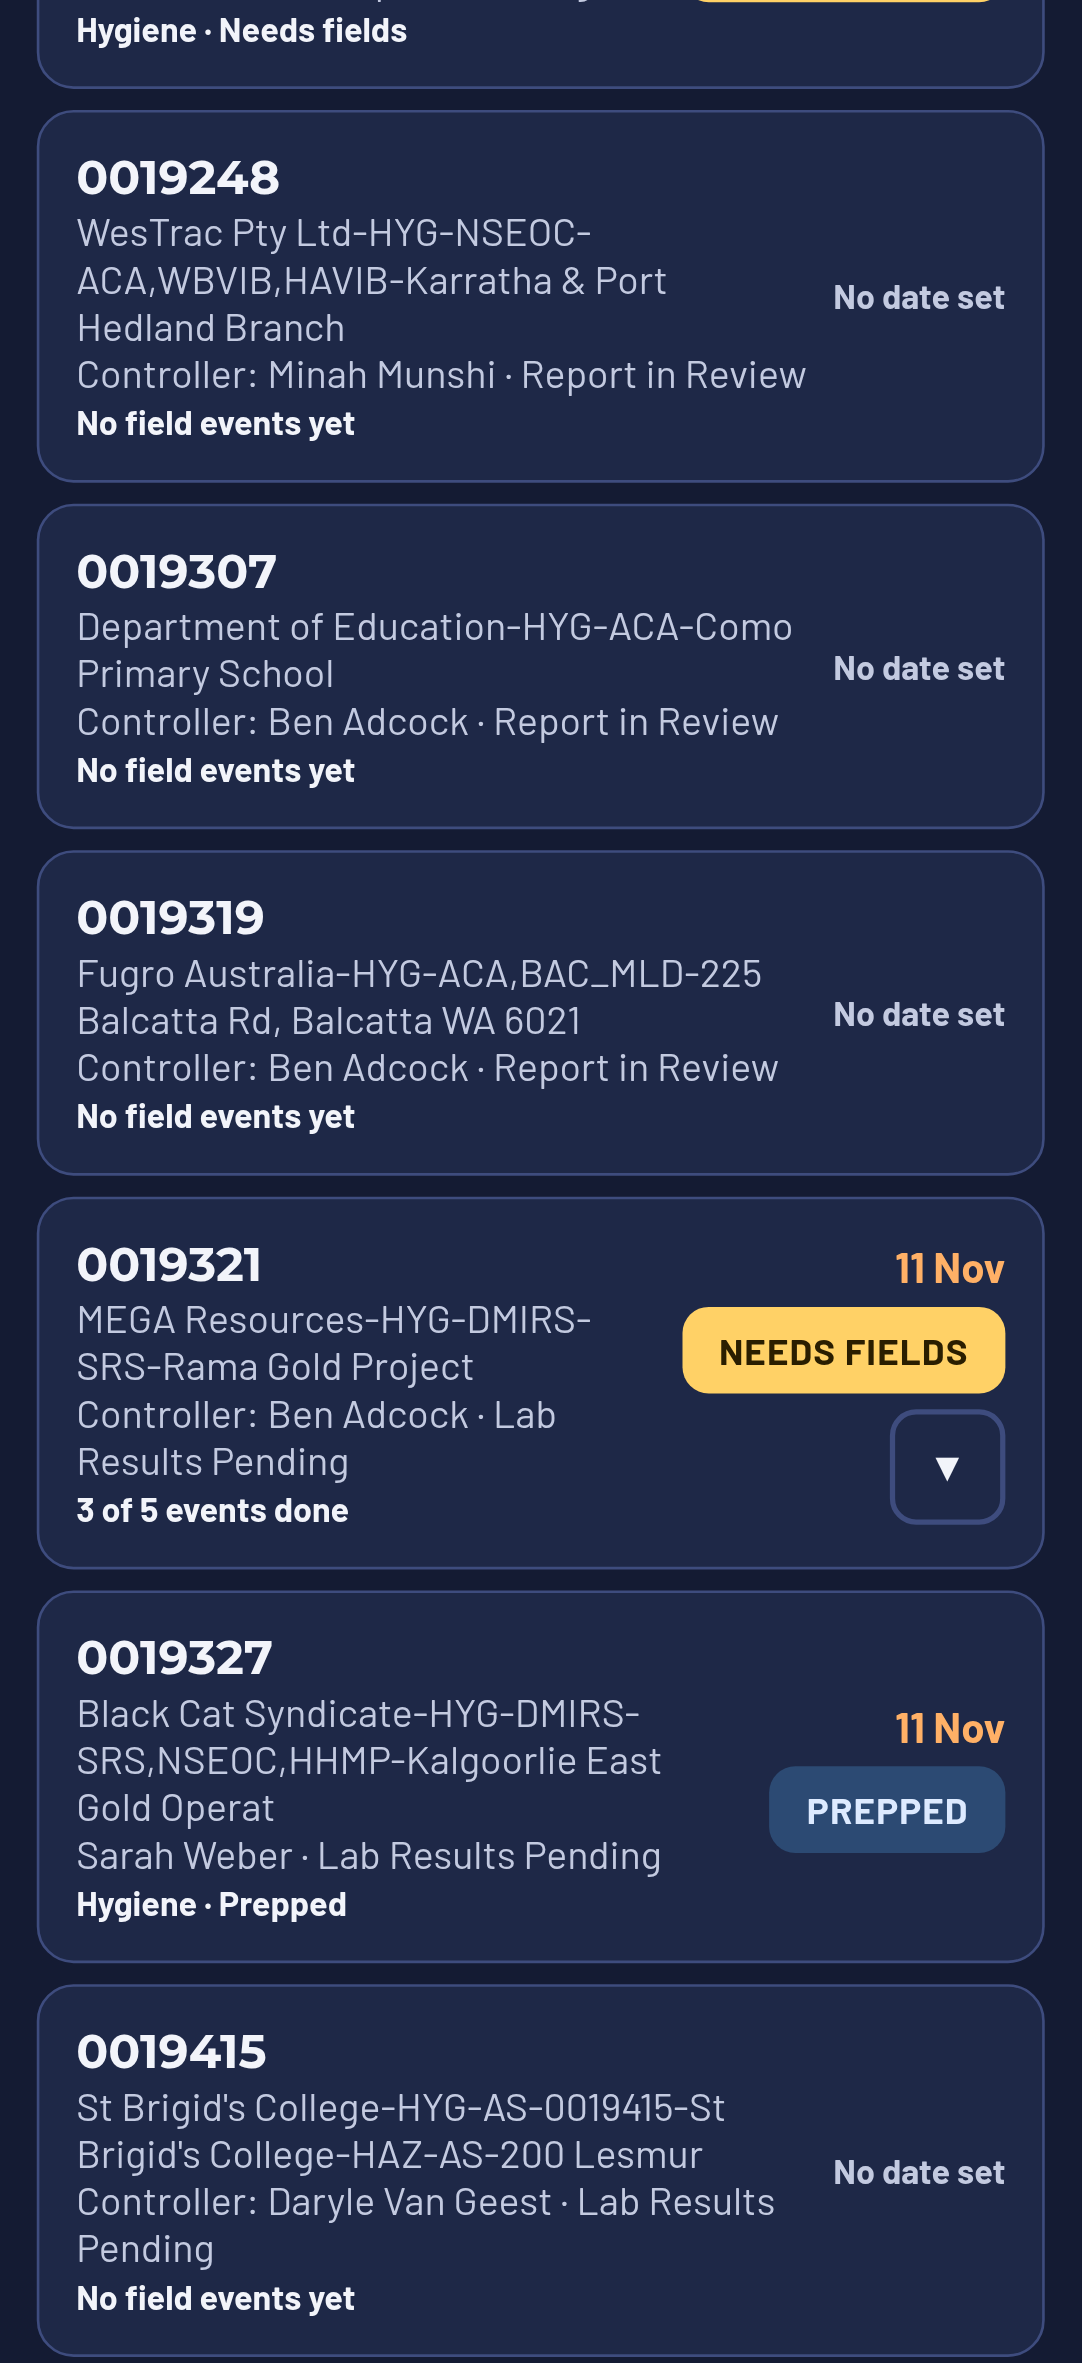 Hygiene · Needs fields
0019248
WesTrac Pty Ltd-HYG-NSEOC-
ACA,WBVIB,HAVIB-Karratha & Port
Hedland Branch
Controller: Minah Munshi · Report in Review
No field events yet
No date set
0019307
Department of Education-HYG-ACA-Como
Primary School
Controller: Ben Adcock · Report in Review
No field events yet
No date set
0019319
Fugro Australia-HYG-ACA,BAC_MLD-225
Balcatta Rd, Balcatta WA 6021
Controller: Ben Adcock · Report in Review
No field events yet
No date set
0019321
MEGA Resources-HYG-DMIRS-
SRS-Rama Gold Project
Controller: Ben Adcock · Lab
Results Pending
3 of 5 events done
11 Nov
NEEDS FIELDS
0019327
Black Cat Syndicate-HYG-DMIRS-
SRS,NSEOC,HHMP-Kalgoorlie East
Gold Operat
Sarah Weber · Lab Results Pending
Hygiene · Prepped
11 Nov
PREPPED
0019415
St Brigid's College-HYG-AS-0019415-St
Brigid's College-HAZ-AS-200 Lesmur
Controller: Daryle Van Geest · Lab Results
Pending
No field events yet
No date set